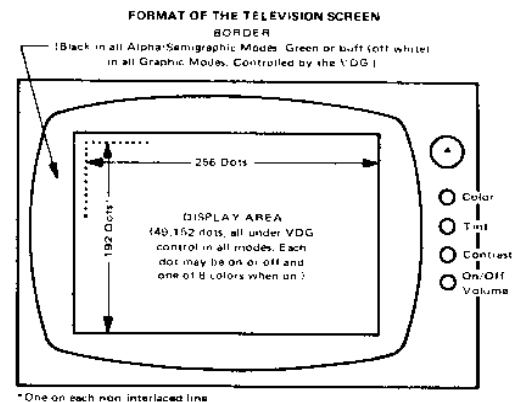 FORMAT OF THE TELEVISION SCREEN
BORDER
(Black in all Alpha/Semigraphic Modes. Green or buff (off white)
in all Graphic Modes. Controlled by the VDG.)
256 Dots
192 Dots*
DISPLAY AREA
(49,152 dots, all under VDG
control in all modes. Each
dot may be on or off and
one of 8 colors when on.)
Color
Tint
Contrast
On/Off
Volume
*One on each non interlaced line